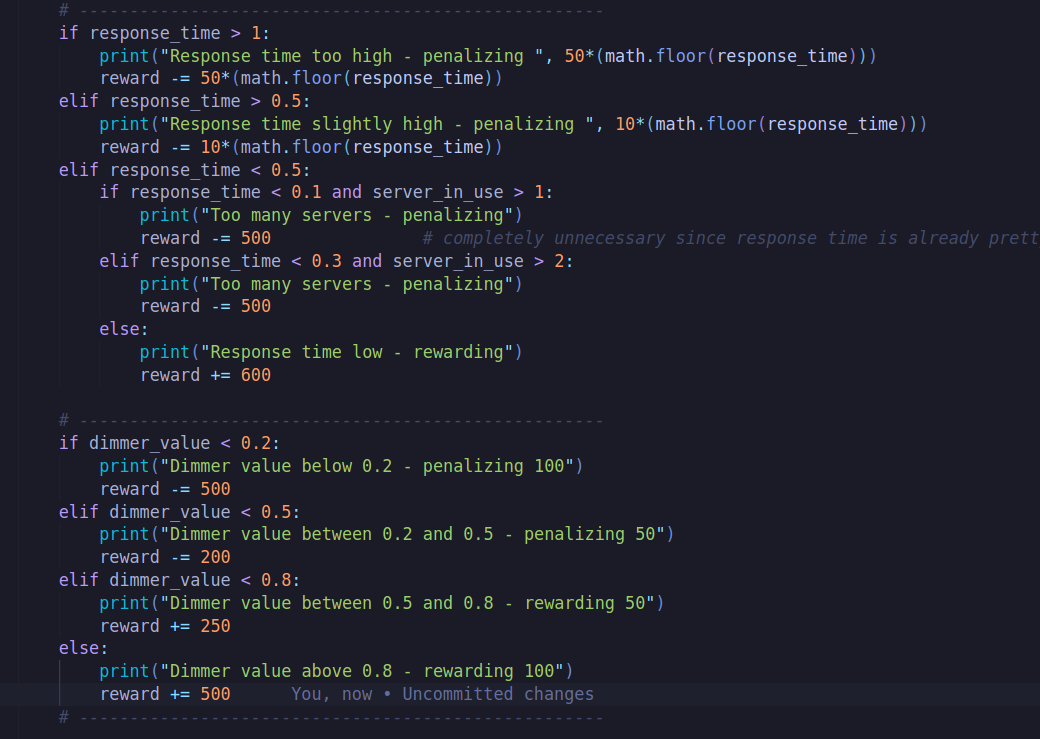 # ----------------------------------------------------
if response_time > 1:
    print("Response time too high - penalizing ", 50*(math.floor(response_time)))
    reward -= 50*(math.floor(response_time))
elif response_time > 0.5:
    print("Response time slightly high - penalizing ", 10*(math.floor(response_time)))
    reward -= 10*(math.floor(response_time))
elif response_time < 0.5:
    if response_time < 0.1 and server_in_use > 1:
        print("Too many servers - penalizing")
        reward -= 500               # completely unnecessary since response time is already prett
    elif response_time < 0.3 and server_in_use > 2:
        print("Too many servers - penalizing")
        reward -= 500
    else:
        print("Response time low - rewarding")
        reward += 600
# ----------------------------------------------------
if dimmer_value < 0.2:
    print("Dimmer value below 0.2 - penalizing 100")
    reward -= 500
elif dimmer_value < 0.5:
    print("Dimmer value between 0.2 and 0.5 - penalizing 50")
    reward -= 200
elif dimmer_value < 0.8:
    print("Dimmer value between 0.5 and 0.8 - rewarding 50")
    reward += 250
else:
    print("Dimmer value above 0.8 - rewarding 100")
    reward += 500      You, now • Uncommitted changes
# ----------------------------------------------------